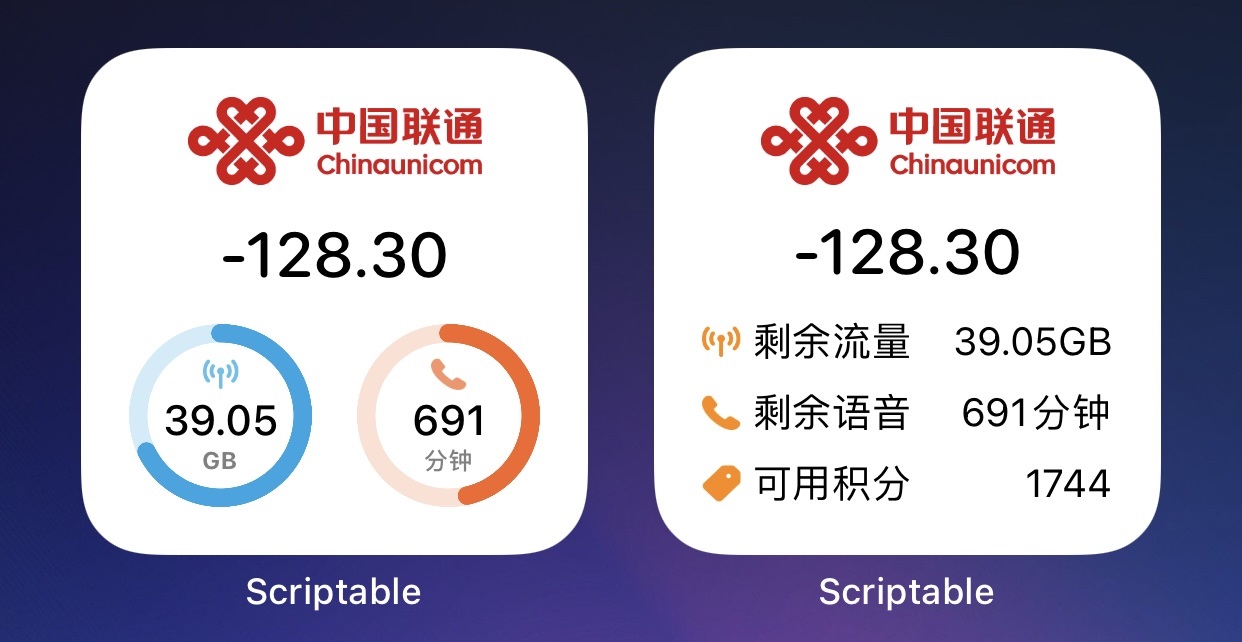 中国联通
Chinaunicom
-128.30
39.05
GB
691
分钟
Scriptable
中国联通
Chinaunicom
-128.30
剩余流量 39.05GB
剩余语音 691分钟
可用积分 1744
Scriptable